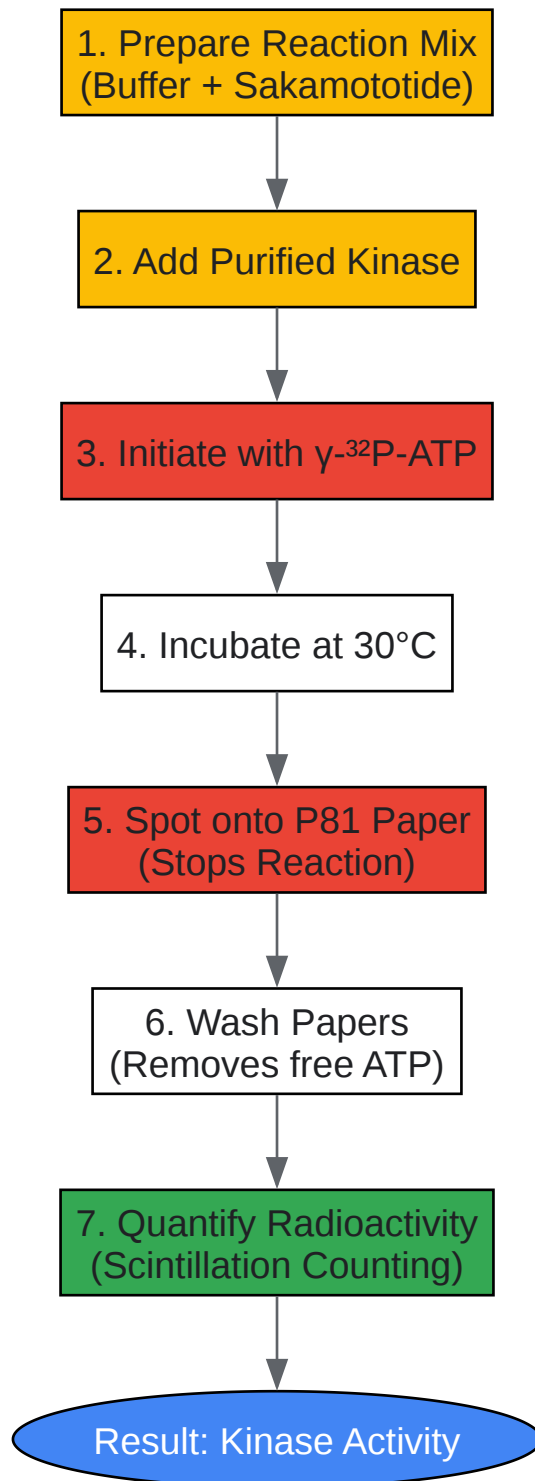 1. Prepare Reaction Mix
(Buffer + Sakamototide)
2. Add Purified Kinase
3. Initiate with γ-³²P-ATP
4. Incubate at 30°C
5. Spot onto P81 Paper
(Stops Reaction)
6. Wash Papers
(Removes free ATP)
7. Quantify Radioactivity
(Scintillation Counting)
Result: Kinase Activity